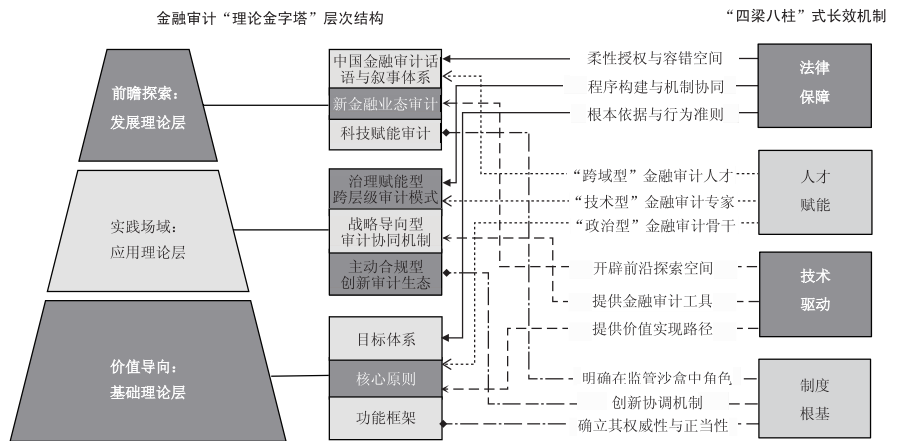 金融审计“理论金字塔”层次结构
“四梁八柱”式长效机制
前瞻探索：
发展理论层
实践场域：
应用理论层
价值导向：
基础理论层
中国金融审计话
语与叙事体系
新金融业态审计
科技赋能审计
治理赋能型
跨层级审计模式
战略导向型
审计协同机制
主动合规型
创新审计生态
目标体系
核心原则
功能框架
柔性授权与容错空间
程序构建与机制协同
根本依据与行为准则
“跨域型”金融审计人才
“技术型”金融审计专家
“政治型”金融审计骨干
开辟前沿探索空间
提供金融审计工具
提供价值实现路径
明确在监管沙盒中角色
创新协调机制
确立其权威性与正当性
法律
保障
人才
赋能
技术
驱动
制度
根基